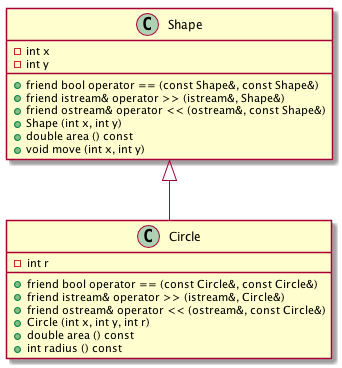 C Shape
int x
int y
friend bool operator == (const Shape&, const Shape&)
friend istream& operator >> (istream&, Shape&)
friend ostream& operator << (ostream&, const Shape&)
Shape (int x, int y)
double area () const
void move (int x, int y)
C Circle
int r
friend bool operator == (const Circle&, const Circle&)
friend istream& operator >> (istream&, Circle&)
friend ostream& operator << (ostream&, const Circle&)
Circle (int x, int y, int r)
double area () const
int radius () const